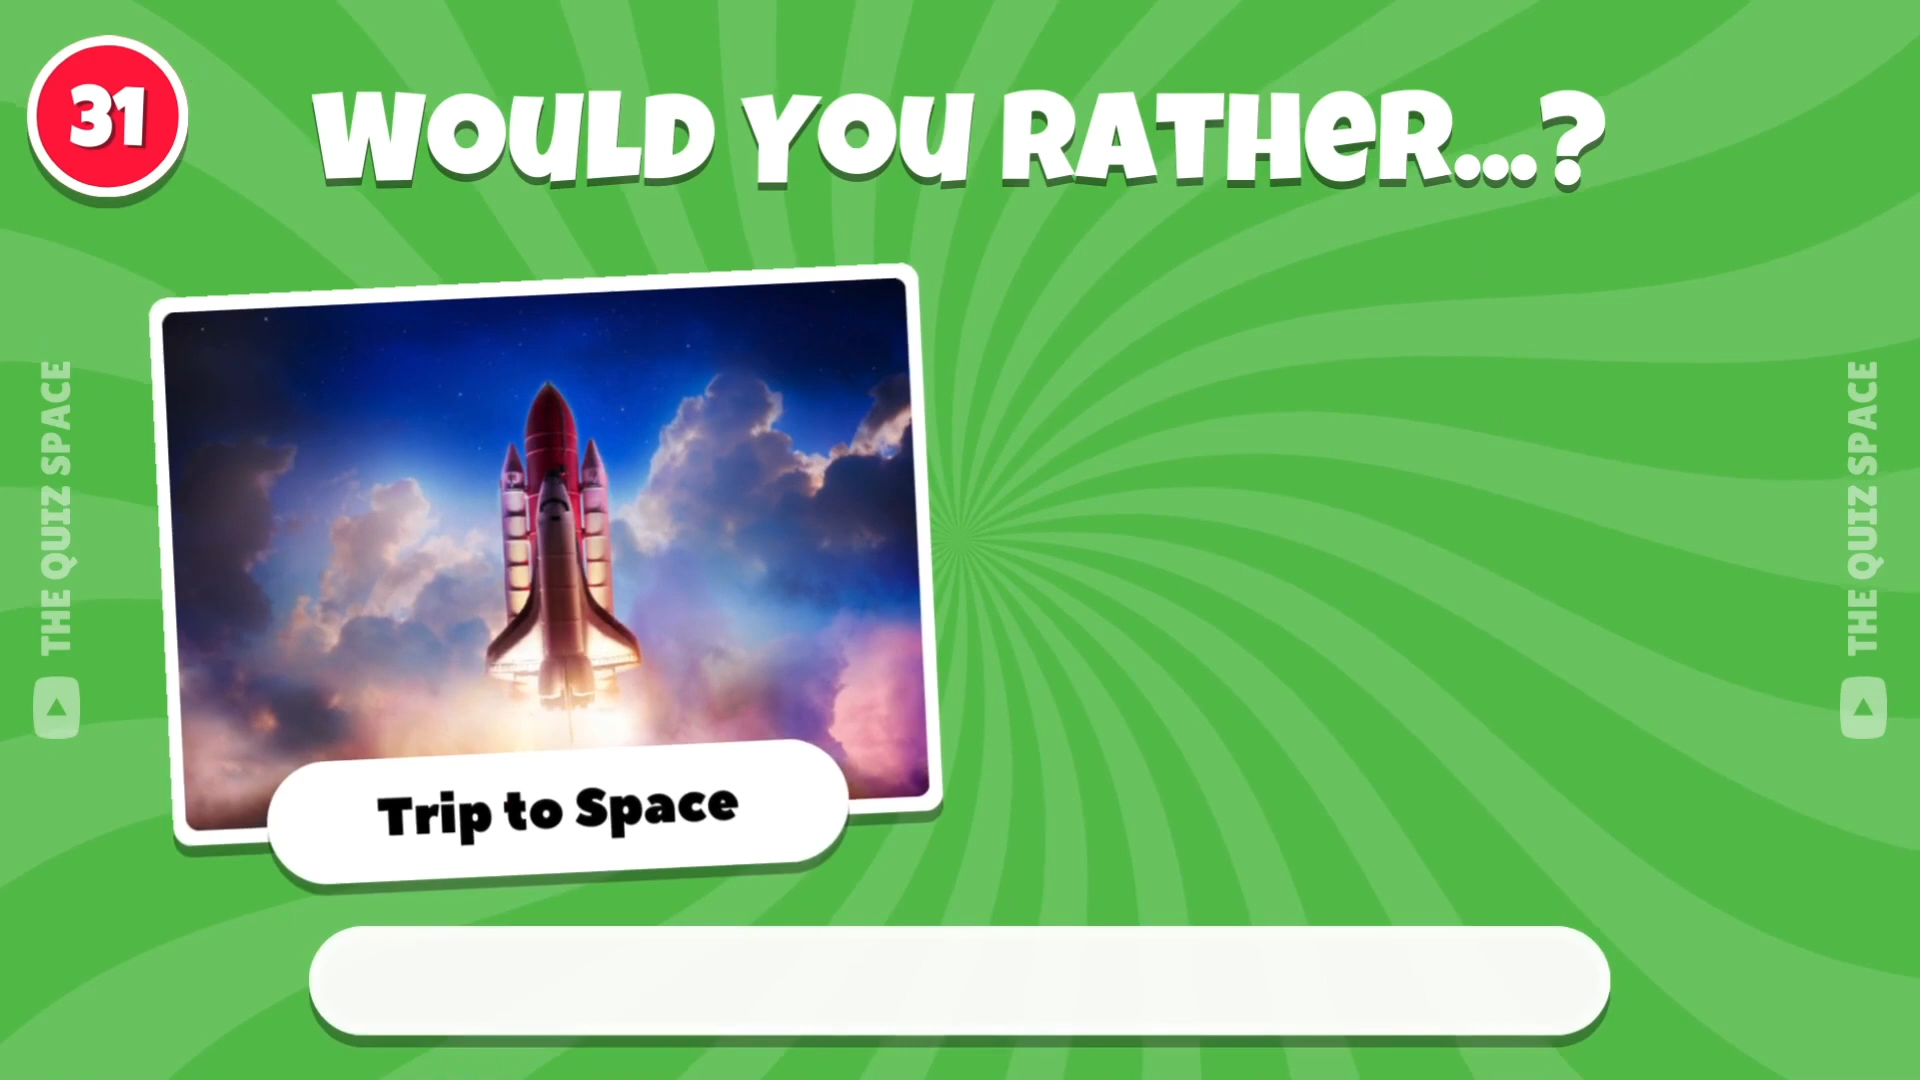 31
WOULD YOU RATHER...?
THE QUIZ SPACE
Trip to Space
THE QUIZ SPACE